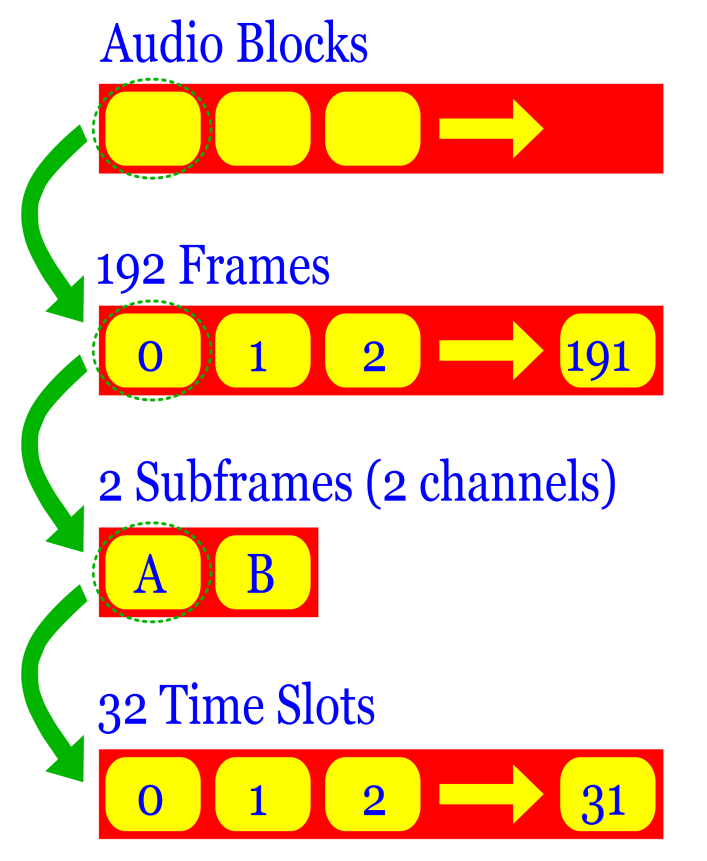 Audio Blocks
192 Frames
0 1 2 191
2 Subframes (2 channels)
A B
32 Time Slots
0 1 2 31